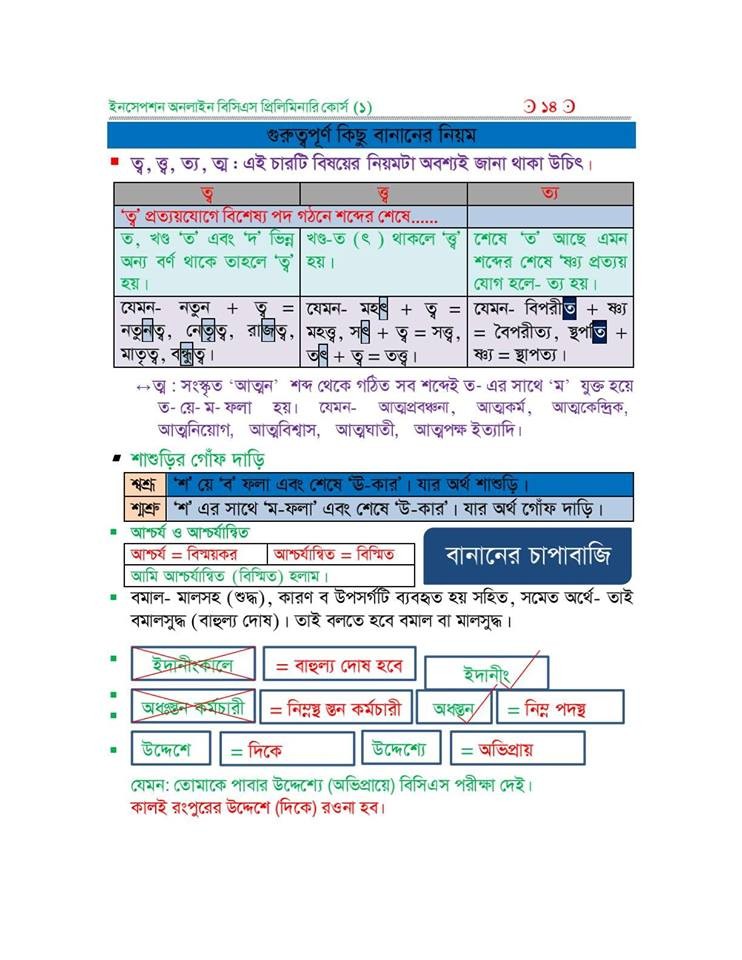 ইনসেপশন অনলাইন বিসিএস প্রিলিমিনারি কোর্স (১) ১৪
গুরুত্বপূর্ণ কিছু বানানের নিয়ম
ত্ব, ত্ত্ব, ত্য, ত্ম : এই চারটি বিষয়ের নিয়মটা অবশ্যই জানা থাকা উচিৎ।
ত্ব ত্ত্ব ত্য
'ত্ব' প্রত্যয়যোগে বিশেষ্য পদ গঠনে শব্দের শেষে......
ত, খণ্ড 'ত' এবং 'দ' ভিন্ন অন্য বর্ণ থাকে তাহলে 'ত্ব' হয়।
খণ্ড-ত (ৎ) থাকলে 'ত্ত্ব' হয়।
শেষে 'ত' আছে এমন শব্দের শেষে 'ষ্ণ্য প্রত্যয় যোগ হলে- ত্য হয়।
যেমন- নতুন + ত্ব = নতুনত্ব, নেতৃত্ব, রাজত্ব, মাতৃত্ব, বন্ধুত্ব।
যেমন- মহৎ + ত্ব = মহত্ত্ব, সৎ + ত্ব = সত্ত্ব, তৎ + ত্ব = তত্ত্ব।
যেমন- বিপরীত + ষ্ণ্য = বৈপরীত্য, স্থপতি + ষ্ণ্য = স্থাপত্য।
↔ত্ম : সংস্কৃত 'আত্মন' শব্দ থেকে গঠিত সব শব্দেই ত- এর সাথে 'ম' যুক্ত হয়ে
ত- য়ে- ম- ফলা হয়। যেমন- আত্মপ্রবঞ্চনা, আত্মকর্ম, আত্মকেন্দ্রিক,
আত্মনিয়োগ, আত্মবিশ্বাস, আত্মঘাতী, আত্মপক্ষ ইত্যাদি।
শাশুড়ির গোঁফ দাড়ি
শ্বশ্রূ 'শ' য়ে 'ব' ফলা এবং শেষে 'ঊ-কার'। যার অর্থ শাশুড়ি।
শ্মশ্রু 'শ' এর সাথে 'ম-ফলা' এবং শেষে 'উ-কার'। যার অর্থ গোঁফ দাড়ি।
আশ্চর্য ও আশ্চর্যান্বিত
আশ্চর্য = বিস্ময়কর আশ্চর্যান্বিত = বিস্মিত
আমি আশ্চর্যান্বিত (বিস্মিত) হলাম।
বানানের চাপাবাজি
বমাল- মালসহ (শুদ্ধ), কারণ ব উপসর্গটি ব্যবহৃত হয় সহিত, সমেত অর্থে- তাই
বমালসুদ্ধ (বাহুল্য দোষ)। তাই বলতে হবে বমাল বা মালসুদ্ধ।
ইদানীংকালে = বাহুল্য দোষ হবে ইদানীং
অধঃস্তন কর্মচারী = নিম্নস্থ স্তন কর্মচারী অধস্তন = নিম্ন পদস্থ
উদ্দেশে = দিকে উদ্দেশ্যে = অভিপ্রায়
যেমন: তোমাকে পাবার উদ্দেশ্যে (অভিপ্রায়ে) বিসিএস পরীক্ষা দেই।
কালই রংপুরের উদ্দেশে (দিকে) রওনা হব।